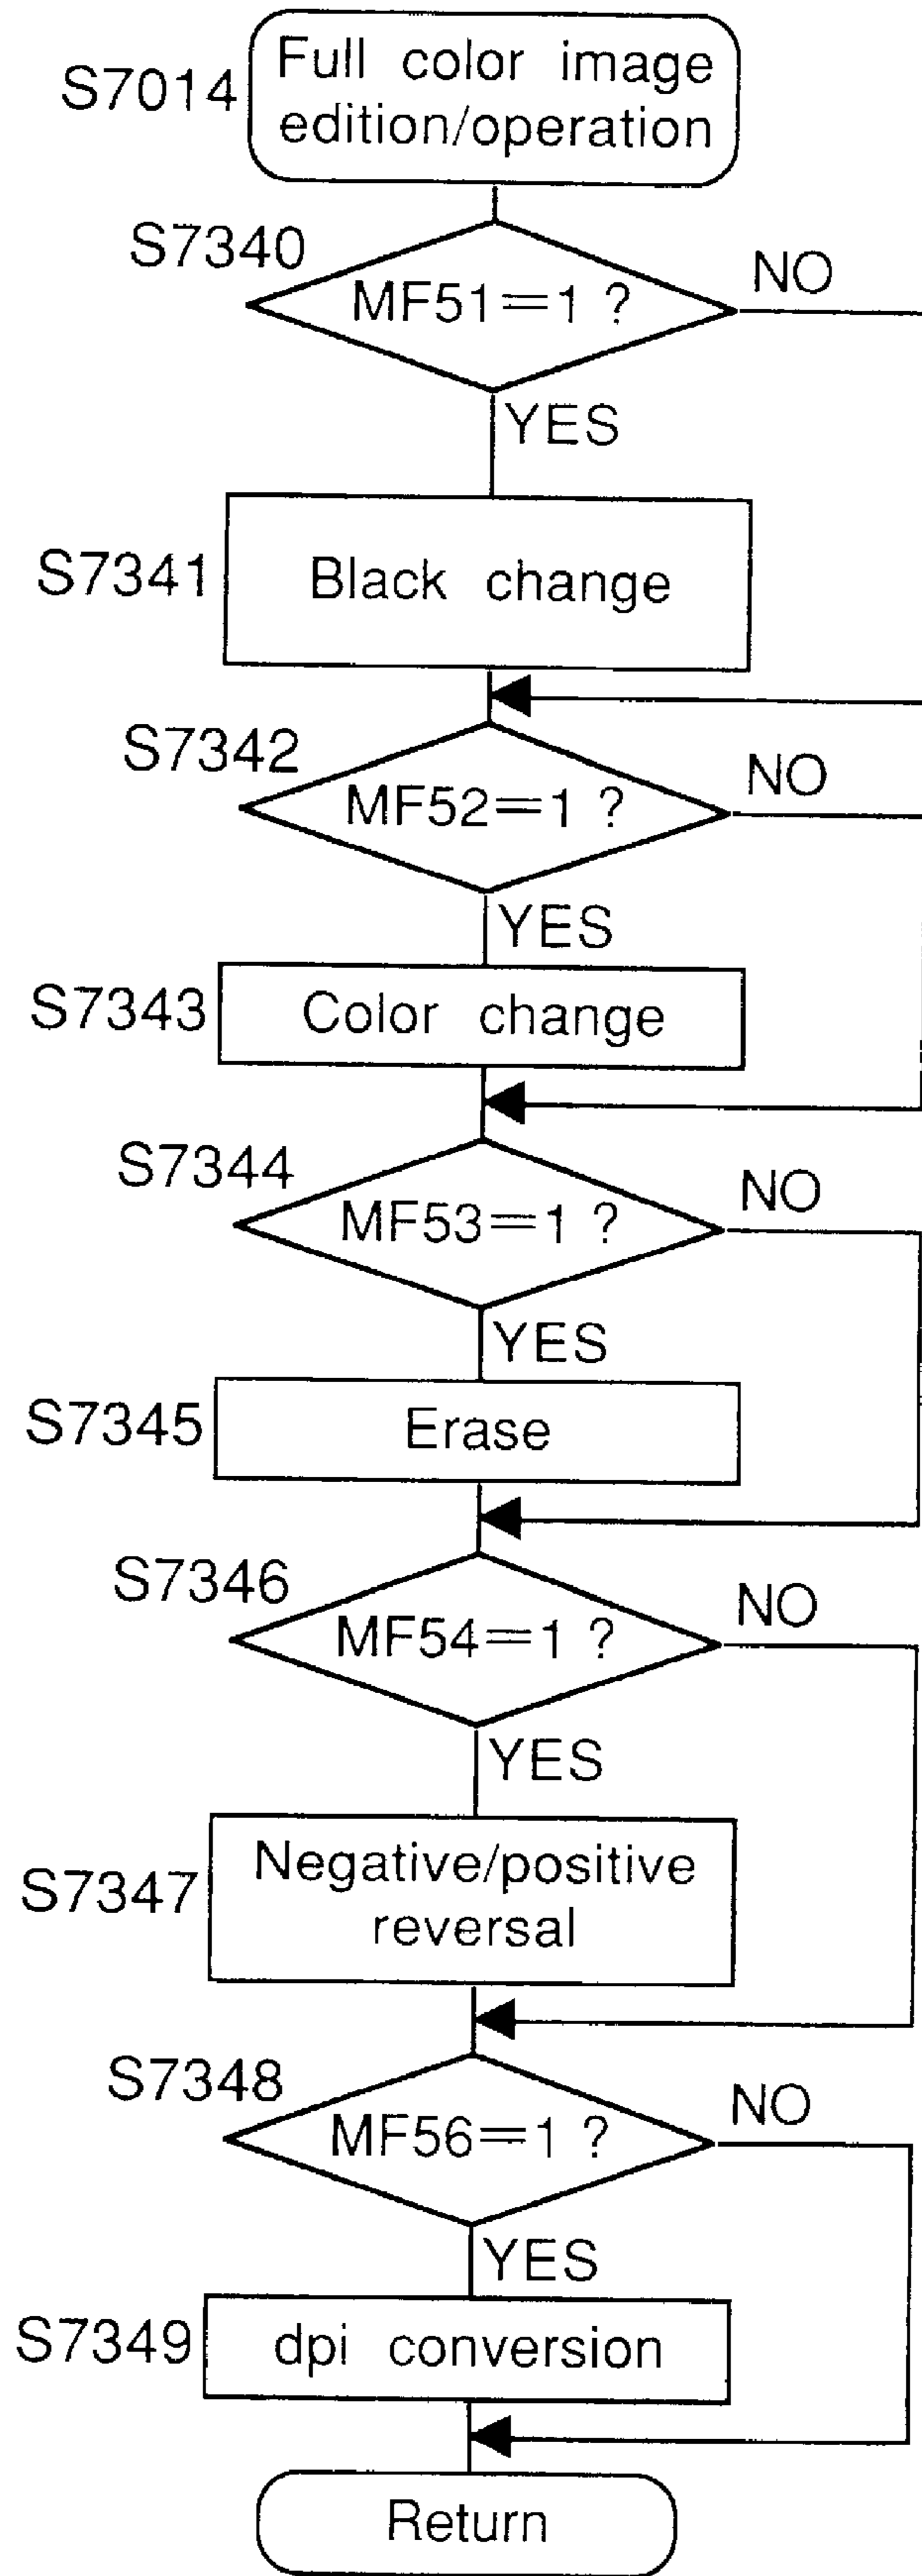 S7014
Full color image
edition/operation
S7340
MF51=1 ?
NO
YES
S7341
Black change
S7342
MF52=1 ?
NO
YES
S7343
Color change
S7344
MF53=1 ?
NO
YES
S7345
Erase
S7346
MF54=1 ?
NO
YES
S7347
Negative/positive
reversal
S7348
MF56=1 ?
NO
YES
S7349
dpi conversion
Return